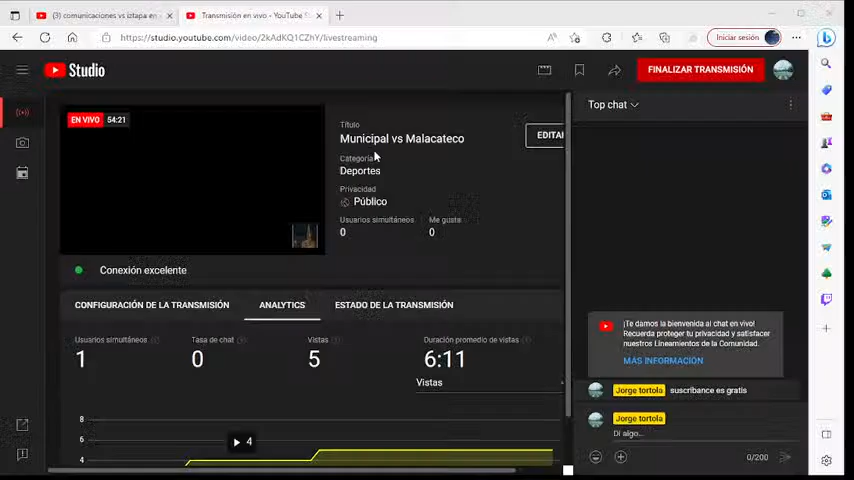 (3) comunicaciones vs iztapa en
Transmisión en vivo - YouTube S
https://studio.youtube.com/video/2kAdKQ1CZhY/livestreaming
Iniciar sesión
Studio
FINALIZAR TRANSMISIÓN
EN VIVO 54:21
Título
Municipal vs Malacateco
EDITAR
Categoría
Deportes
Privacidad
Público
Usuarios simultáneos
Me gusta
0
0
Conexión excelente
CONFIGURACIÓN DE LA TRANSMISIÓN
ANALYTICS
ESTADO DE LA TRANSMISIÓN
Usuarios simultáneos
Tasa de chat
Vistas
Duración promedio de vistas
1
0
5
6:11
Vistas
8
6
4
4
Top chat
¡Te damos la bienvenida al chat en vivo!
Recuerda proteger tu privacidad y satisfacer
nuestros Lineamientos de la Comunidad.
MÁS INFORMACIÓN
Jorge tortola suscribance es gratis
Jorge tortola
Di algo...
0/200